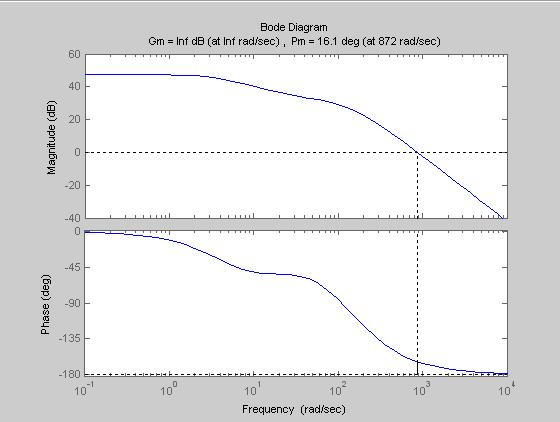 Bode Diagram
Gm = Inf dB (at Inf rad/sec) , Pm = 16.1 deg (at 872 rad/sec)
60
40
20
0
-20
-40
Magnitude (dB)
0
-45
-90
-135
-180
Phase (deg)
10^-1 10^0 10^1 10^2 10^3 10^4
Frequency (rad/sec)